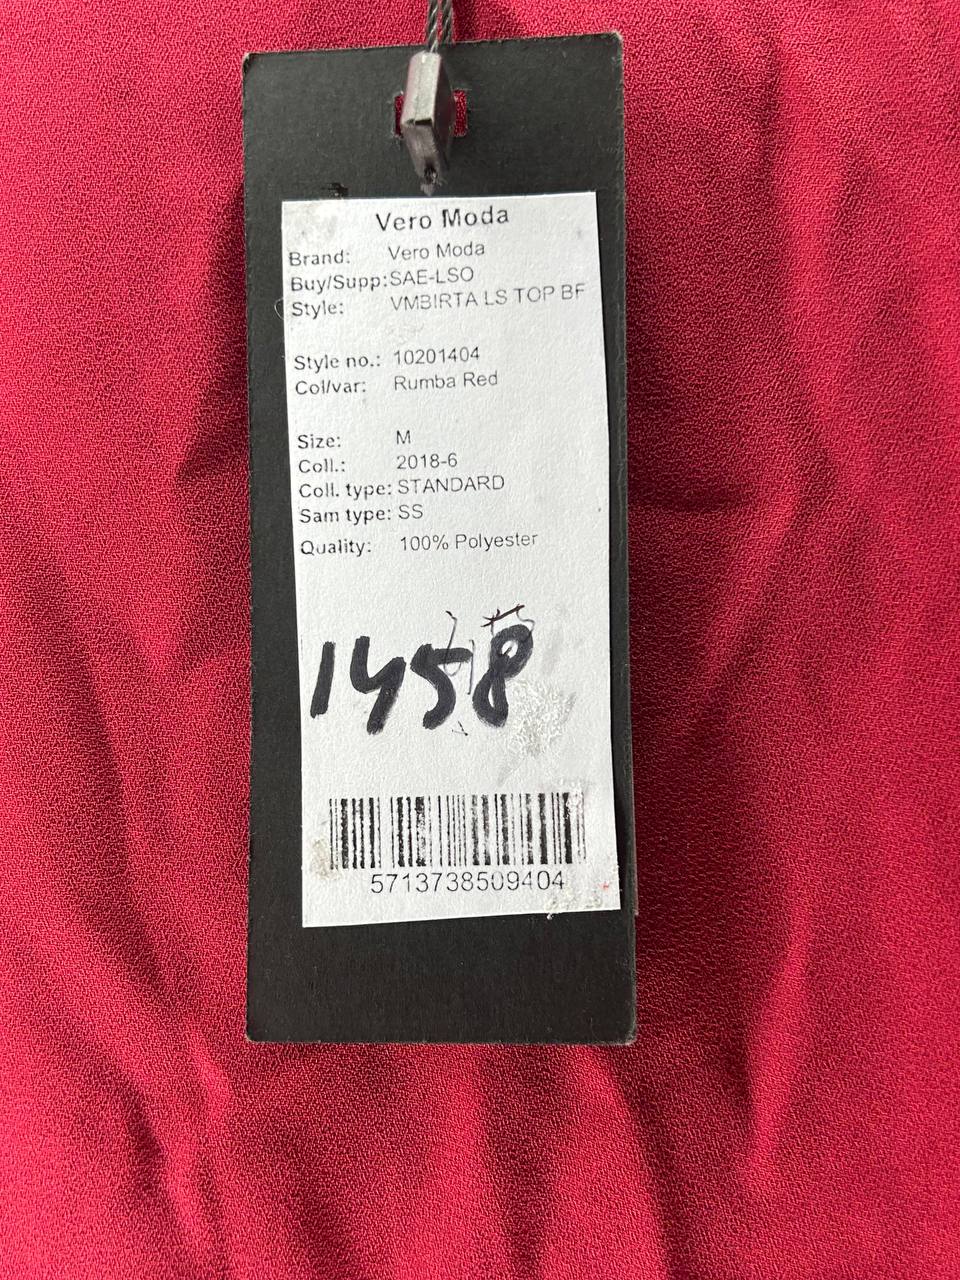 Vero Moda
Brand: Vero Moda
Buy/Supp: SAE-LSO
Style: VMBIRTA LS TOP BF
Style no.: 10201404
Col/var: Rumba Red
Size: M
Coll.: 2018-6
Coll. type: STANDARD
Sam type: SS
Quality: 100% Polyester
1458
5713738509404